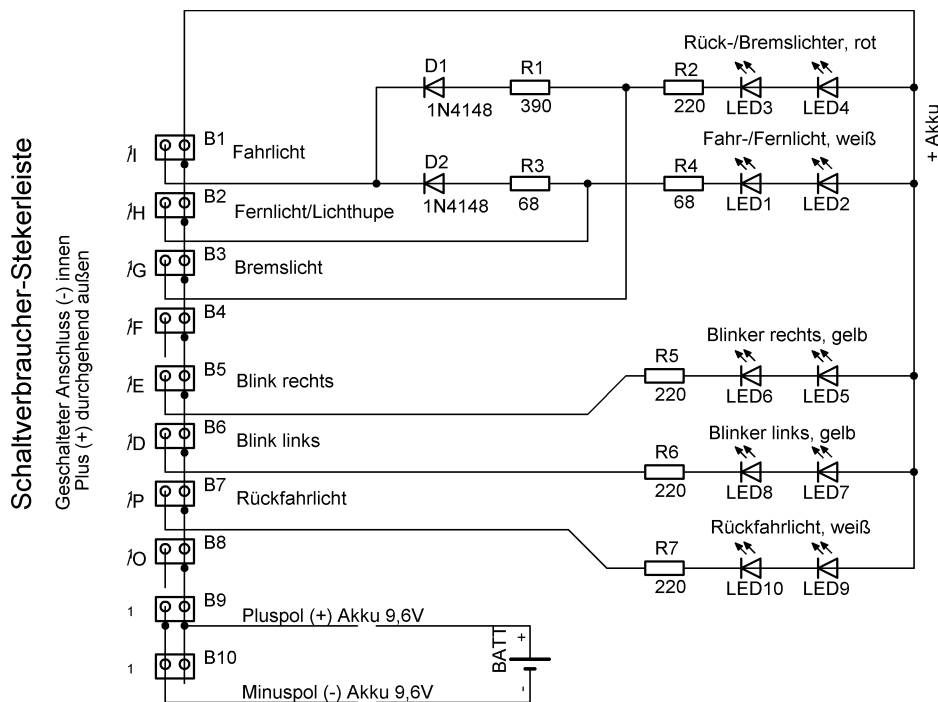 Schaltverbraucher-Stekerleiste
Geschalteter Anschluss (-) innen
Plus (+) durchgehend außen
/I
B1
Fahrlicht
/H
B2
Fernlicht/Lichthupe
/G
B3
Bremslicht
/F
B4
/E
B5
Blink rechts
/D
B6
Blink links
/P
B7
Rückfahrlicht
/O
B8
1
B9
Pluspol (+) Akku 9,6V
1
B10
Minuspol (-) Akku 9,6V
BATT
+
-
D1
1N4148
R1
390
Rück-/Bremslichter, rot
R2
220
LED3
LED4
D2
1N4148
R3
68
Fahr-/Fernlicht, weiß
R4
68
LED1
LED2
+ Akku
Blinker rechts, gelb
R5
220
LED6
LED5
Blinker links, gelb
R6
220
LED8
LED7
Rückfahrlicht, weiß
R7
220
LED10
LED9